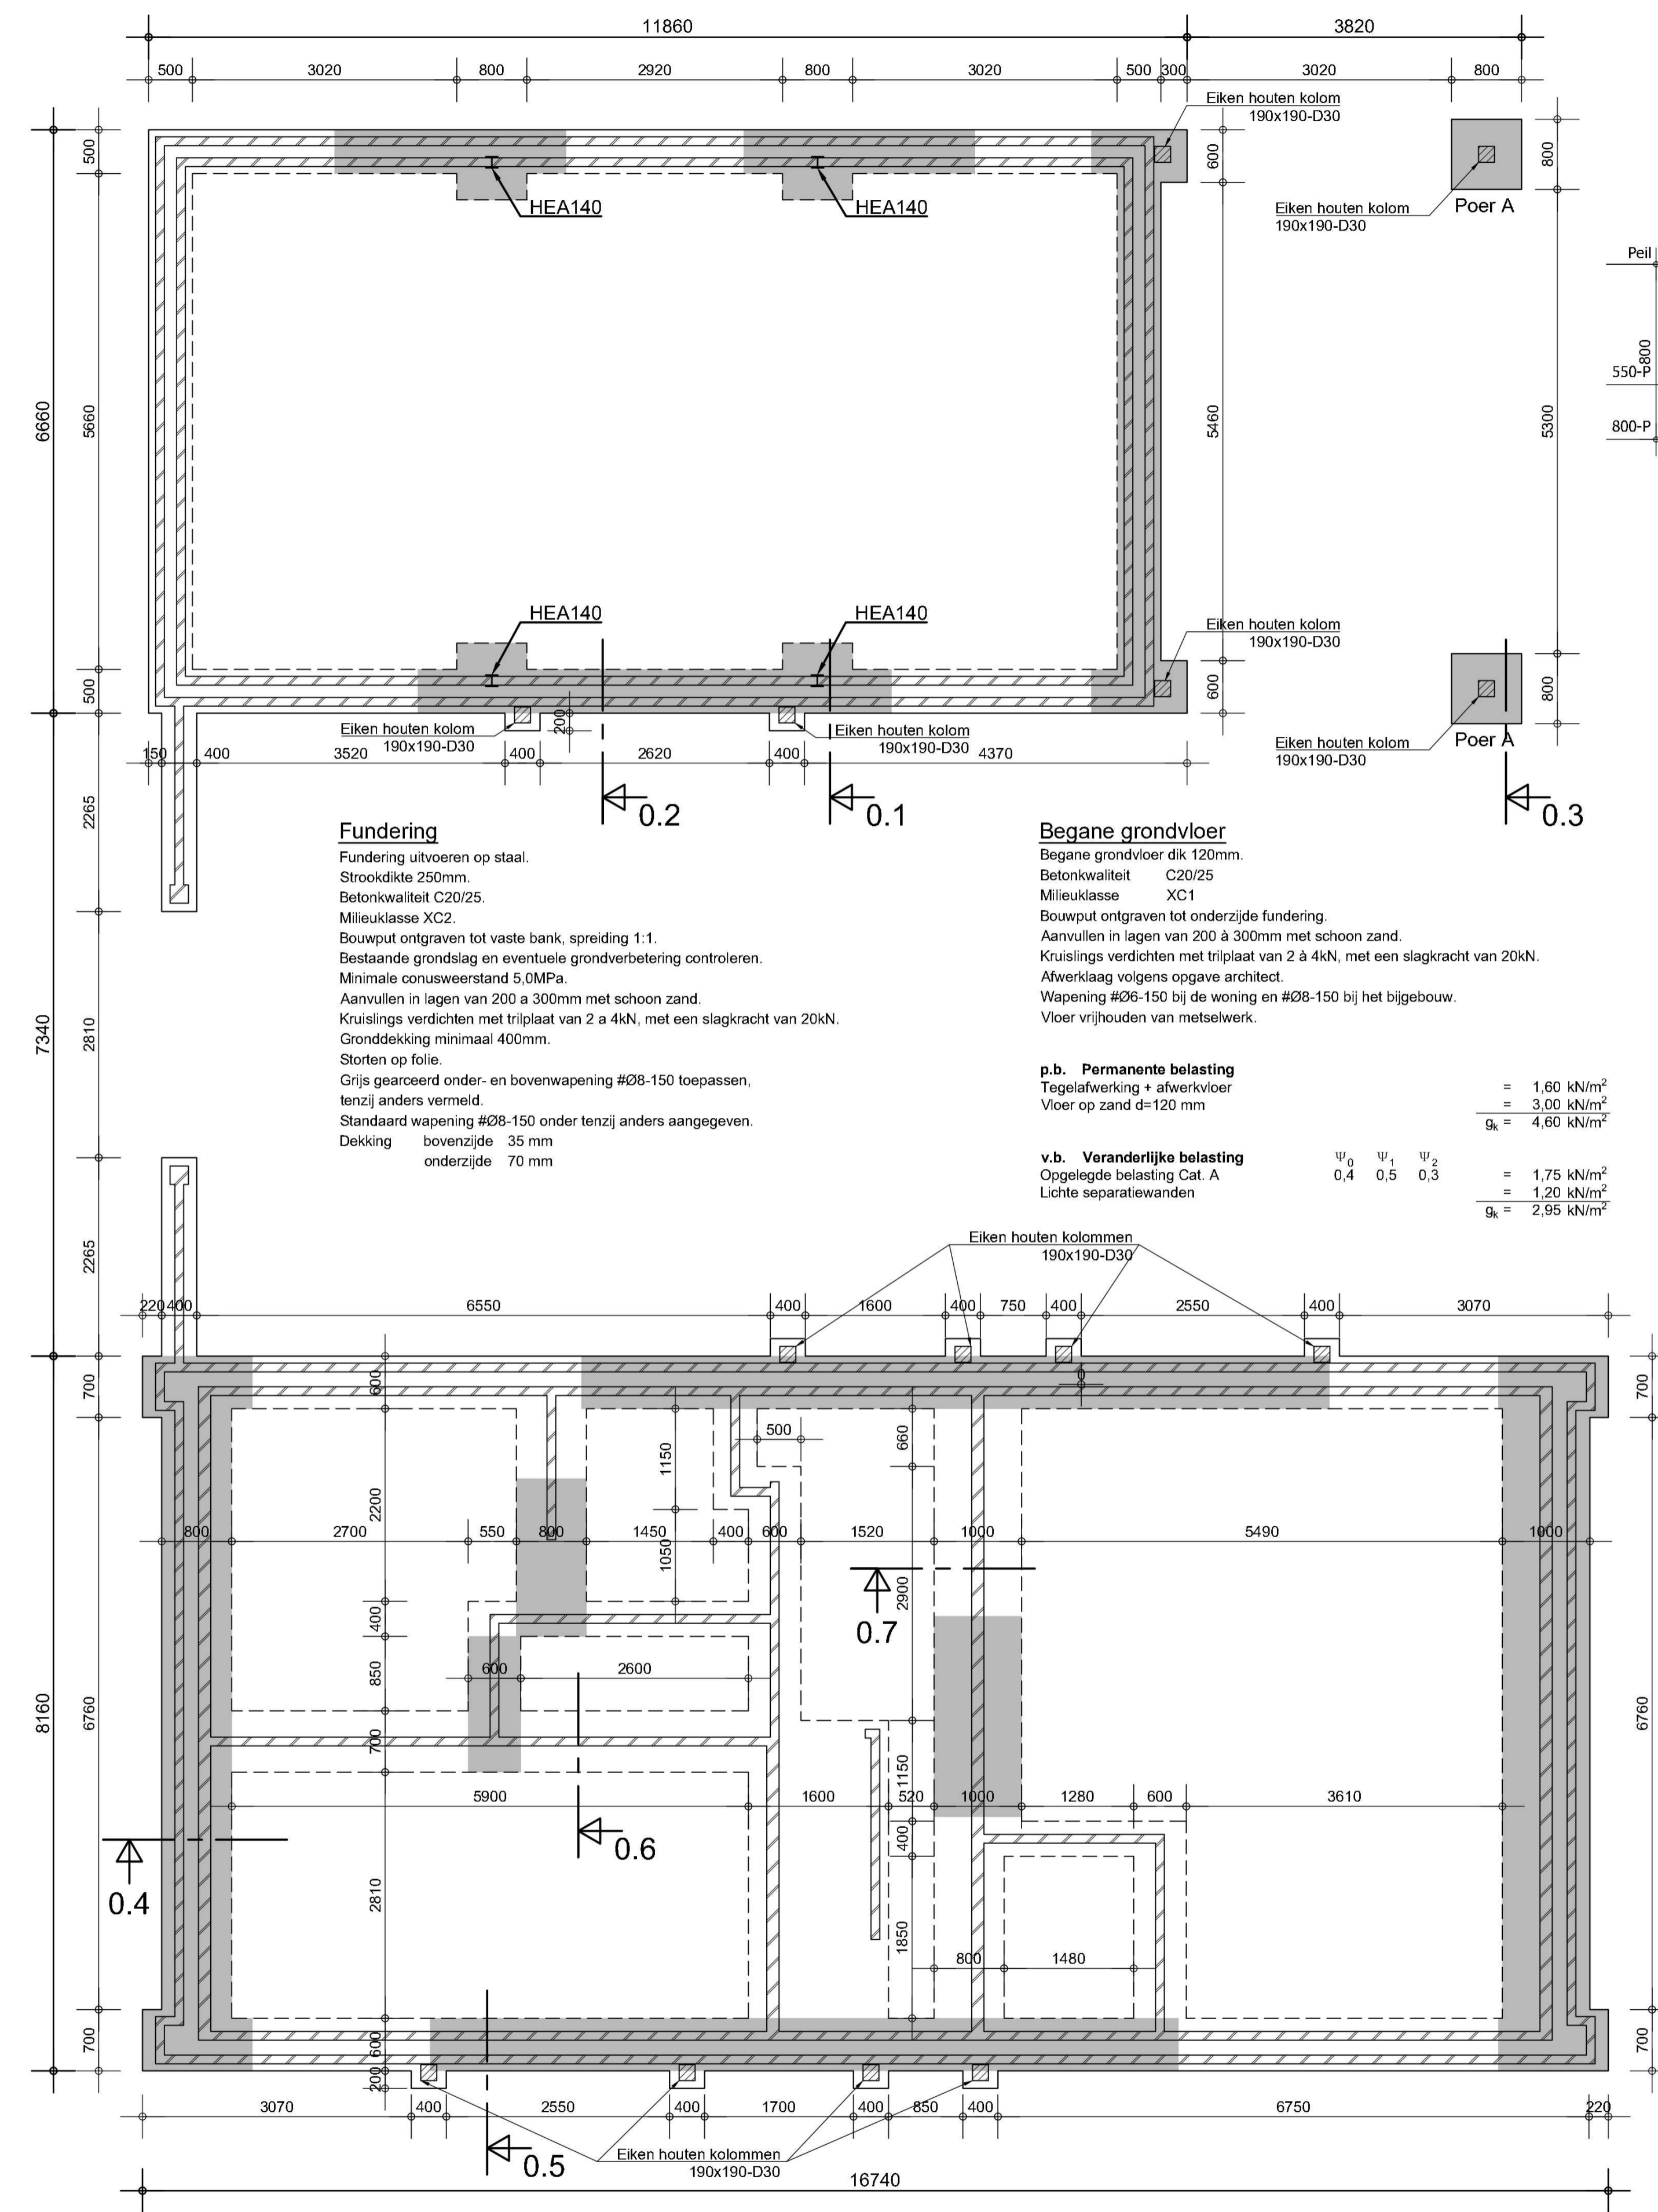 11860
3820
500 3020 800 2920 800 3020 500 300 3020 800
Eiken houten kolom
190x190-D30
500
600
800
HEA140
HEA140
Eiken houten kolom
190x190-D30
Poer A
Peil
800
550-P
800-P
6660
5660
5460
5300
HEA140
HEA140
Eiken houten kolom
190x190-D30
500
600
800
Eiken houten kolom
190x190-D30
200
Eiken houten kolom
190x190-D30
Eiken houten kolom
190x190-D30
Poer A
150 400 3520 400 2620 400 4370
0.2
0.1
0.3
2265
Fundering
Fundering uitvoeren op staal.
Strookdikte 250mm.
Betonkwaliteit C20/25.
Milieuklasse XC2.
Bouwput ontgraven tot vaste bank, spreiding 1:1.
Bestaande grondslag en eventuele grondverbetering controleren.
Minimale conusweerstand 5,0MPa.
Aanvullen in lagen van 200 a 300mm met schoon zand.
Kruislings verdichten met trilplaat van 2 a 4kN, met een slagkracht van 20kN.
Gronddekking minimaal 400mm.
Storten op folie.
Grijs gearceerd onder- en bovenwapening #Ø8-150 toepassen,
tenzij anders vermeld.
Standaard wapening #Ø8-150 onder tenzij anders aangegeven.
Dekking bovenzijde 35 mm
onderzijde 70 mm
Begane grondvloer
Begane grondvloer dik 120mm.
Betonkwaliteit C20/25
Milieuklasse XC1
Bouwput ontgraven tot onderzijde fundering.
Aanvullen in lagen van 200 à 300mm met schoon zand.
Kruislings verdichten met trilplaat van 2 à 4kN, met een slagkracht van 20kN.
Afwerklaag volgens opgave architect.
Wapening #Ø6-150 bij de woning en #Ø8-150 bij het bijgebouw.
Vloer vrijhouden van metselwerk.
p.b. Permanente belasting
Tegelafwerking + afwerkvloer = 1,60 kN/m²
Vloer op zand d=120 mm = 3,00 kN/m²
gₖ = 4,60 kN/m²
v.b. Veranderlijke belasting Ψ₀ Ψ₁ Ψ₂
Opgelegde belasting Cat. A 0,4 0,5 0,3 = 1,75 kN/m²
Lichte separatiewanden = 1,20 kN/m²
gₖ = 2,95 kN/m²
7340
2810
2265
Eiken houten kolommen
190x190-D30
220 400 6550 400 1600 400 750 400 2550 400 3070
700
600
0
700
500
660
1150
2200
800 2700 550 800 1450 400 600 1520 1000 5490 1000
1050
2900
0.7
400
850
600 2600
8160
6760
6760
700
1150
5900 1600 520 1000 1280 600 3610
0.6
400
0.4
2810
1850
800 1480
700
600
200
700
3070 400 2550 400 1700 400 850 400 6750 220
0.5
Eiken houten kolommen
190x190-D30
16740